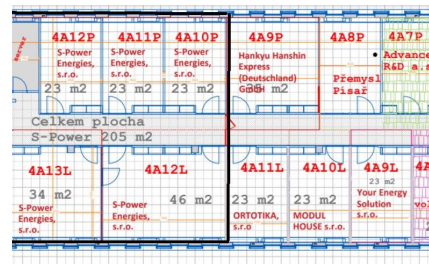 server
4A12P
S-Power
Energies,
s.r.o.
23 m2
4A11P
S-Power
Energies,
s.r.o.
23 m2
4A10P
S-Power
Energies,
s.r.o.
23 m2
4A9P
Hankyu Hanshin
Express
(Deutschland)
4A8P
Přemysl
Písař
4A7P
Advance
R&D a.s
Celkem plocha
S-Power 205 m2
4A13L
34 m2
S-Power
Energies,
s.r.o.
4A12L
46 m2
S-Power
Energies,
s.r.o.
4A11L
23 m2
ORTOTIKA,
s.r.o
4A10L
23 m2
MODUL
HOUSE s.r.o.
4A9L
23 m2
Your Energy
Solution
s.r.o.